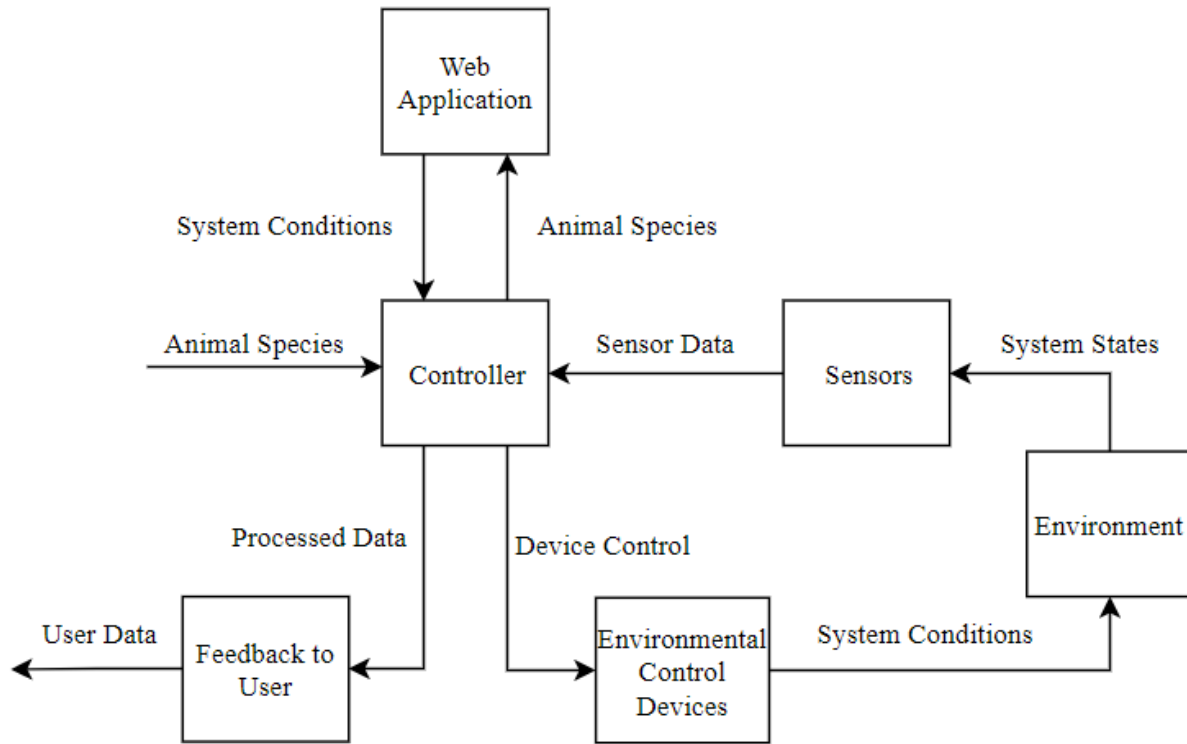 Web
Application
System Conditions
Animal Species
Animal Species
Controller
Sensor Data
Sensors
System States
Environment
Processed Data
Device Control
User Data
Feedback to
User
Environmental
Control
Devices
System Conditions